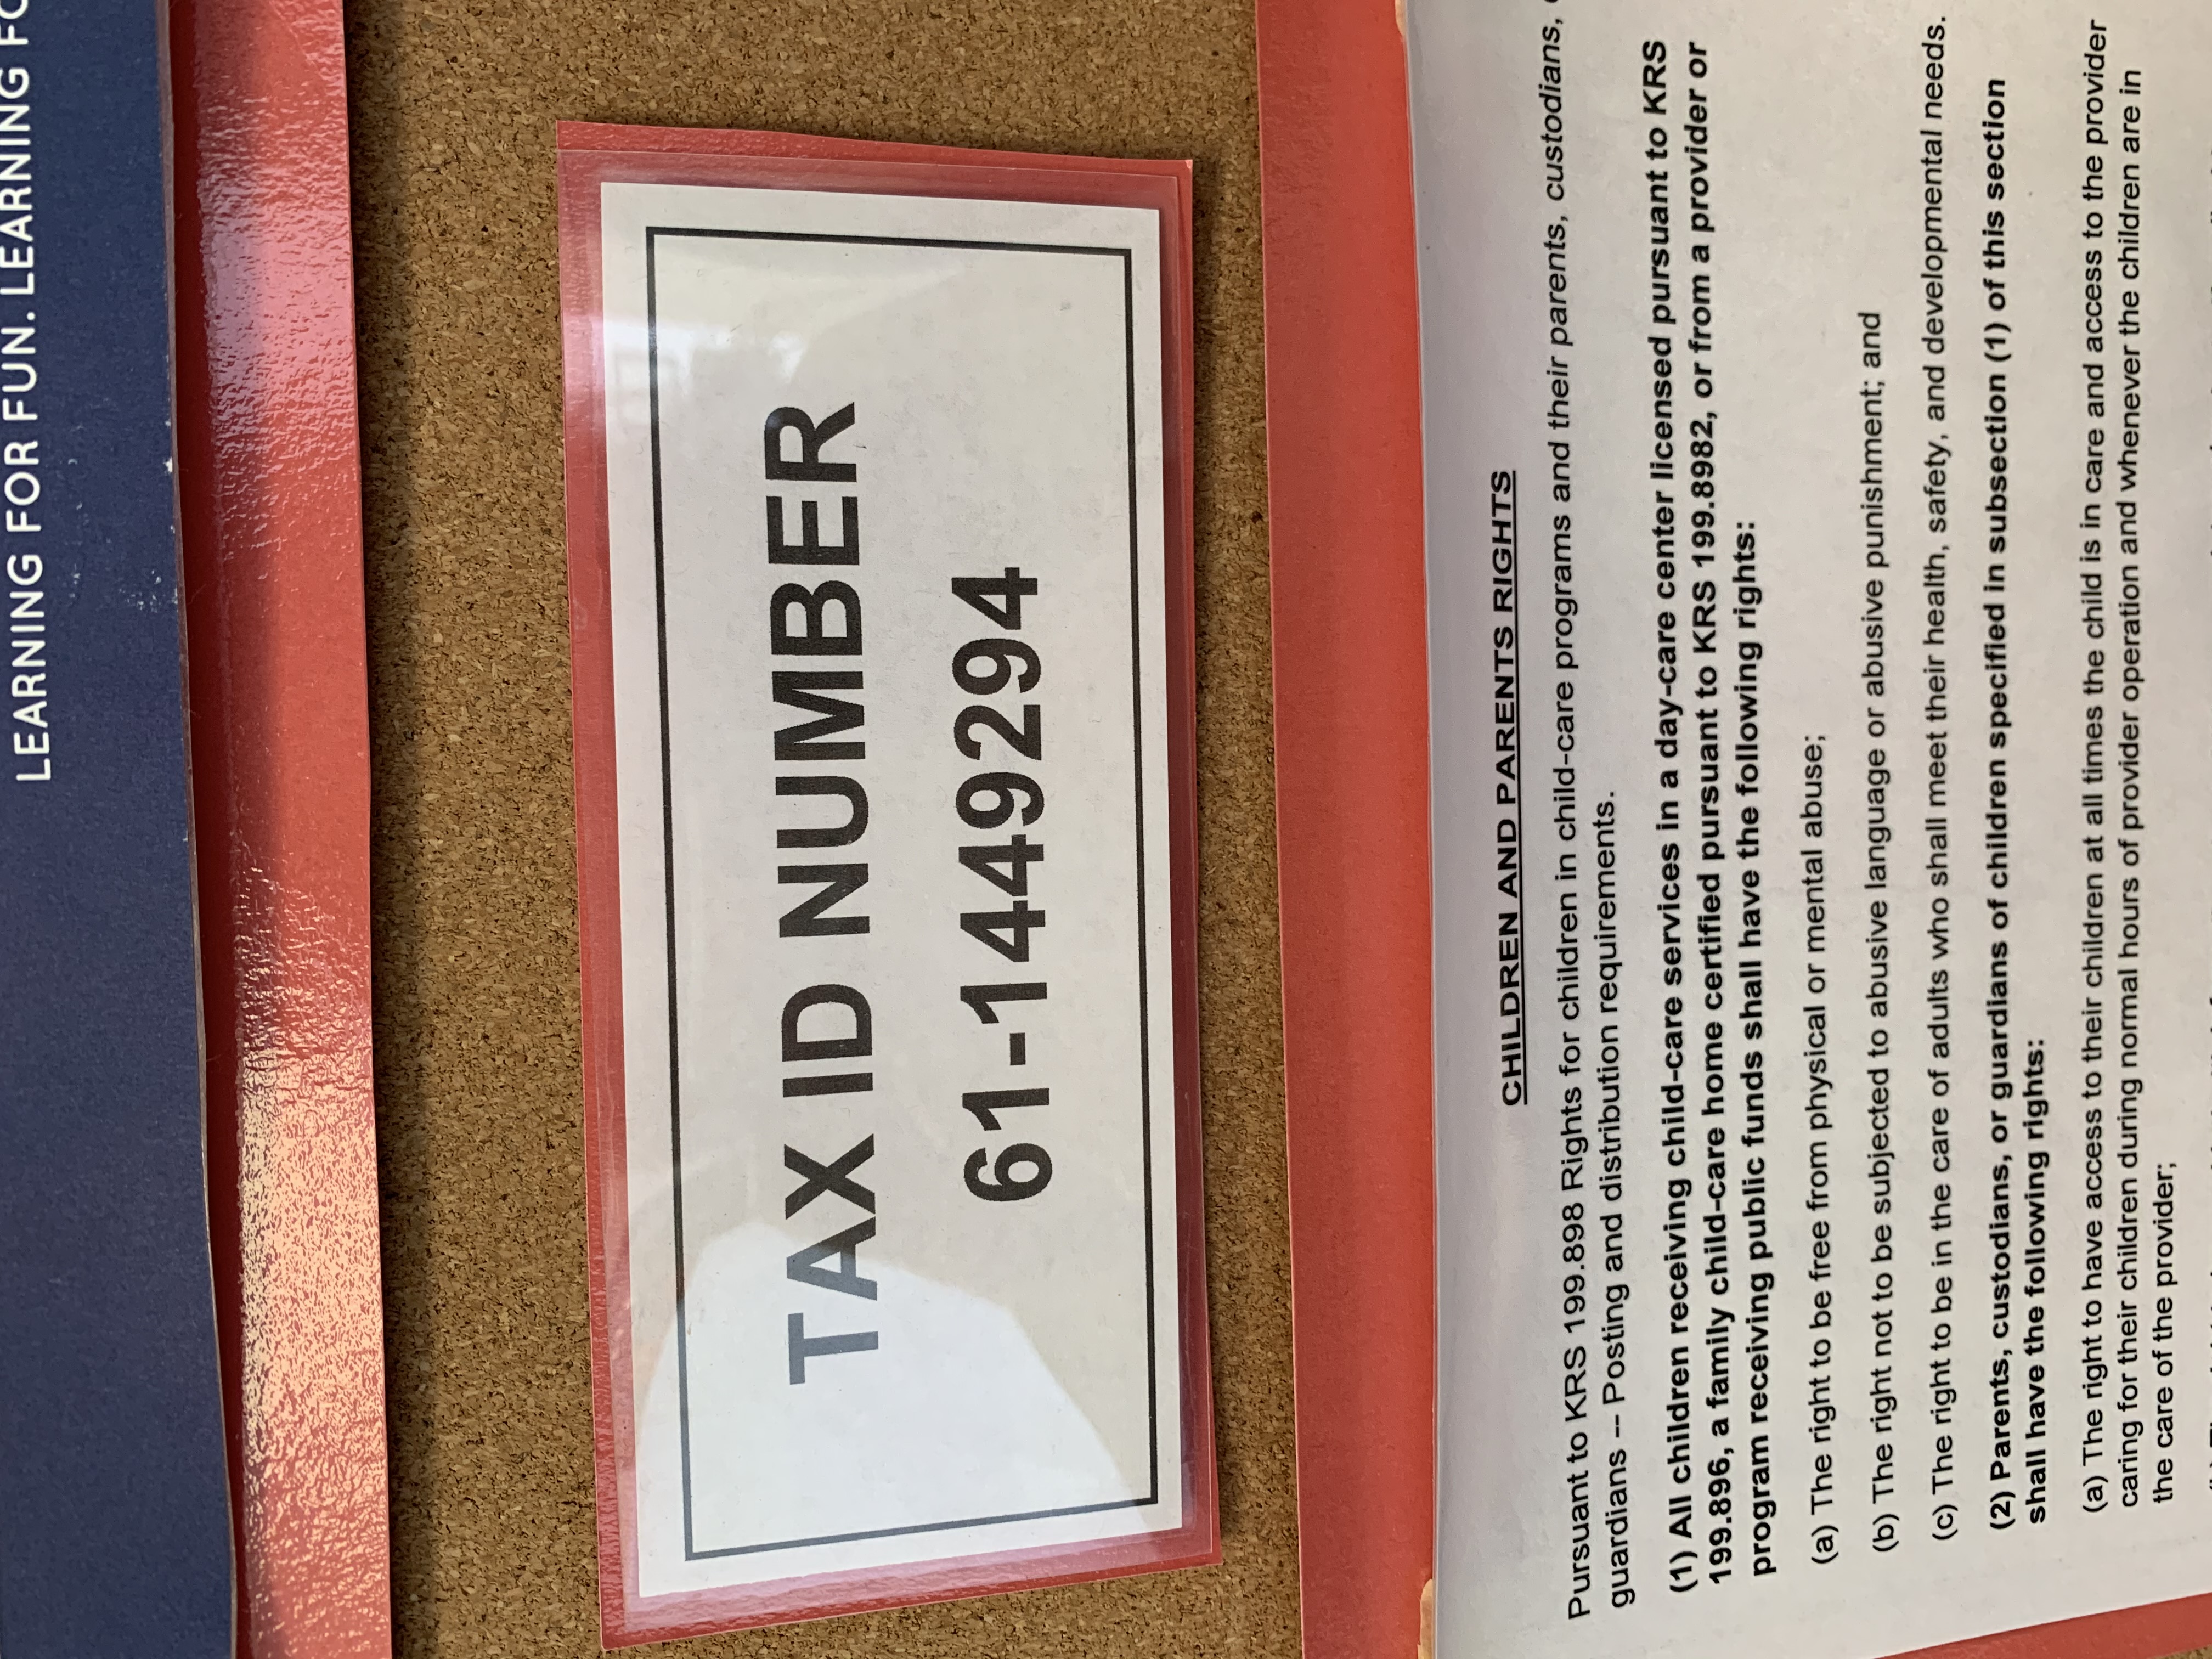 LEARNING FOR FUN. LEARNING
TAX ID NUMBER
61-1449294
CHILDREN AND PARENTS RIGHTS
Pursuant to KRS 199.898 Rights for children in child-care programs and their parents, custodians,
guardians -- Posting and distribution requirements.
(1) All children receiving child-care services in a day-care center licensed pursuant to KRS
199.896, a family child-care home certified pursuant to KRS 199.8982, or from a provider or
program receiving public funds shall have the following rights:
(a) The right to be free from physical or mental abuse;
(b) The right not to be subjected to abusive language or abusive punishment; and
(c) The right to be in the care of adults who shall meet their health, safety, and developmental needs.
(2) Parents, custodians, or guardians of children specified in subsection (1) of this section
shall have the following rights:
(a) The right to have access to their children at all times the child is in care and access to the provider
caring for their children during normal hours of provider operation and whenever the children are in
the care of the provider;